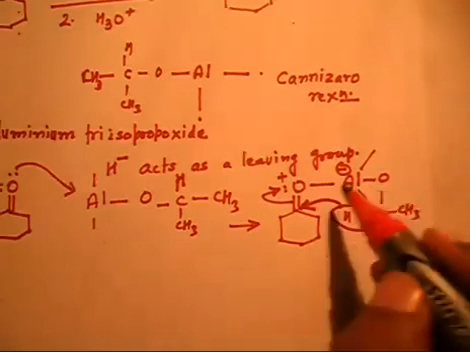 2. H3O+
H
CH3 — C — O — Al — · Cannizaro
CH3 rexn.
luminium triisopropoxide
H⁻ acts as a leaving group.
:O: Al — O — C — CH3
H
CH3
+ :O — Al — O ⊖
H CH3